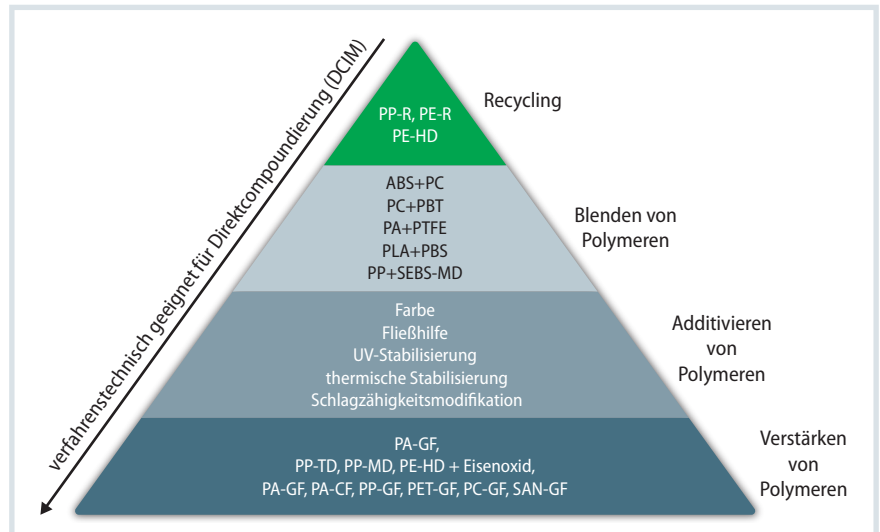 verfahrenstechnisch geeignet für Direktcompoundierung (DCIM)
PP-R, PE-R
PE-HD
Recycling
ABS+PC
PC+PBT
PA+PTFE
PLA+PBS
PP+SEBS-MD
Blenden von
Polymeren
Farbe
Fließhilfe
UV-Stabilisierung
thermische Stabilisierung
Schlagzähigkeitsmodifikation
Additivieren
von
Polymeren
PA-GF,
PP-TD, PP-MD, PE-HD + Eisenoxid,
PA-GF, PA-CF, PP-GF, PET-GF, PC-GF, SAN-GF
Verstärken
von
Polymeren